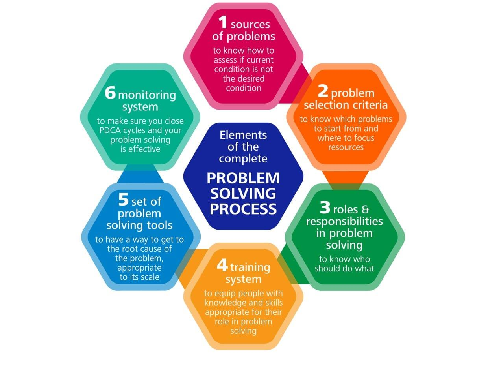 1 sources
of problems
to know how to
assess if current
condition is not
the desired
condition
2 problem
selection criteria
to know which problems
to start from and
where to focus
resources
3 roles &
responsibilities
in problem
solving
to know who
should do what
4 training
system
to equip people with
knowledge and skills
appropriate for their
role in problem
solving
5 set of
problem
solving tools
to have a way to get to
the root cause of
the problem,
appropriate
to its scale
6 monitoring
system
to make sure you close
PDCA cycles and your
problem solving
is effective
Elements
of the
complete
PROBLEM
SOLVING
PROCESS